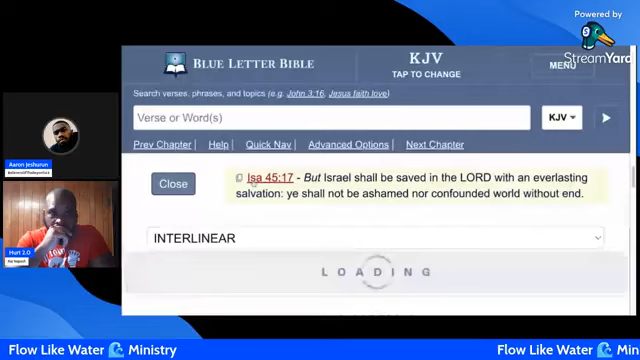 Powered by
StreamYard
BLUE LETTER BIBLE
KJV
TAP TO CHANGE
MENU
Search verses, phrases, and topics (e.g. John 3:16, Jesus faith love)
Verse or Word(s)
KJV
Prev Chapter | Help | Quick Nav | Advanced Options | Next Chapter
Close
Isa 45:17 - But Israel shall be saved in the LORD with an everlasting
salvation: ye shall not be ashamed nor confounded world without end.
INTERLINEAR
LOADING
Aaron Jeshurun
Hurt 2.0
Flow Like Water Ministry
Flow Like Water Min